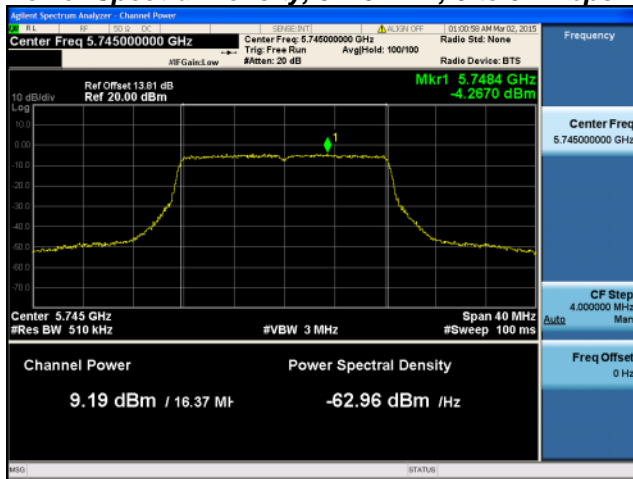 Agilent Spectrum Analyzer - Channel Power
RL RF 50 Ω DC SENSE:INT ALIGN OFF 01:00:58 AM Mar 02, 2015
Center Freq 5.745000000 GHz
Center Freq: 5.745000000 GHz
Radio Std: None
Trig: Free Run Avg|Hold: 100/100
#IFGain:Low #Atten: 20 dB Radio Device: BTS
Ref Offset 13.81 dB
10 dB/div Ref 20.00 dBm
Mkr1 5.7484 GHz
-4.2670 dBm
Log
10.0
0.00
-10.0
-20.0
-30.0
-40.0
-50.0
-60.0
-70.0
1
Center 5.745 GHz Span 40 MHz
#Res BW 510 kHz #VBW 3 MHz #Sweep 100 ms
Channel Power Power Spectral Density
9.19 dBm / 16.37 MH -62.96 dBm /Hz
MSG STATUS
Frequency
Center Freq
5.745000000 GHz
CF Step
4.000000 MHz
Auto Man
Freq Offset
0 Hz